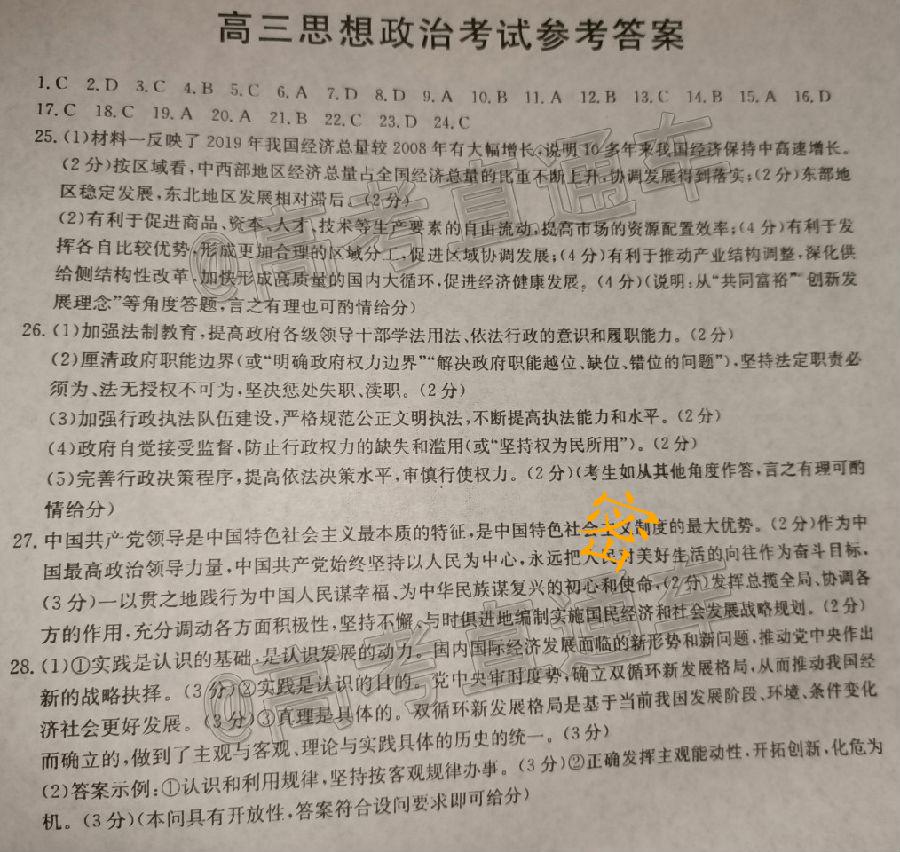 高三思想政治考试参考答案
1.C 2.D 3.C 4.B 5.C 6.A 7.D 8.D 9.A 10.B 11.A 12.B 13.C 14.B 15.A 16.D
17.C 18.C 19.A 20.A 21.B 22.C 23.D 24.C
25.(1)材料一反映了2019年我国经济总量较2008年有大幅增长,说明10多年来我国经济保持中高速增长。
(2分)按区域看,中西部地区经济总量占全国经济总量的比重不断上升,协调发展得到落实;(2分)东部地
区稳定发展,东北地区发展相对滞后。(2分)
(2)有利于促进商品、资本、人才、技术等生产要素的自由流动,提高市场的资源配置效率;(4分)有利于发
挥各自比较优势,形成更加合理的区域分工,促进区域协调发展;(4分)有利于推动产业结构调整,深化供
给侧结构性改革,加快形成高质量的国内大循环,促进经济健康发展。(4分)(说明:从“共同富裕”“创新发
展理念”等角度答题,言之有理也可酌情给分)
26.(1)加强法制教育,提高政府各级领导干部学法用法、依法行政的意识和履职能力。(2分)
(2)厘清政府职能边界(或“明确政府权力边界”“解决政府职能越位、缺位、错位的问题”),坚持法定职责必
须为、法无授权不可为,坚决惩处失职、渎职。(2分)
(3)加强行政执法队伍建设,严格规范公正文明执法,不断提高执法能力和水平。(2分)
(4)政府自觉接受监督,防止行政权力的缺失和滥用(或“坚持权为民所用”)。(2分)
(5)完善行政决策程序,提高依法决策水平,审慎行使权力。(2分)(考生如从其他角度作答,言之有理可酌
情给分)
27.中国共产党领导是中国特色社会主义最本质的特征,是中国特色社会主义制度的最大优势。(2分)作为中
国最高政治领导力量,中国共产党始终坚持以人民为中心,永远把人民对美好生活的向往作为奋斗目标,
(3分)一以贯之地践行为中国人民谋幸福、为中华民族谋复兴的初心和使命,(2分)发挥总揽全局、协调各
方的作用,充分调动各方面积极性,坚持不懈、与时俱进地编制实施国民经济和社会发展战略规划。(2分)
28.(1)①实践是认识的基础,是认识发展的动力。国内国际经济发展面临的新形势和新问题,推动党中央作出
新的战略抉择。(3分)②实践是认识的目的。党中央审时度势,确立双循环新发展格局,从而推动我国经
济社会更好发展。(3分)③真理是具体的。双循环新发展格局是基于当前我国发展阶段、环境、条件变化
而确立的,做到了主观与客观、理论与实践具体的历史的统一。(3分)
(2)答案示例:①认识和利用规律,坚持按客观规律办事。(3分)②正确发挥主观能动性,开拓创新,化危为
机。(3分)(本问具有开放性,答案符合设问要求即可给分)
密
@高考直通车
@高考直通车